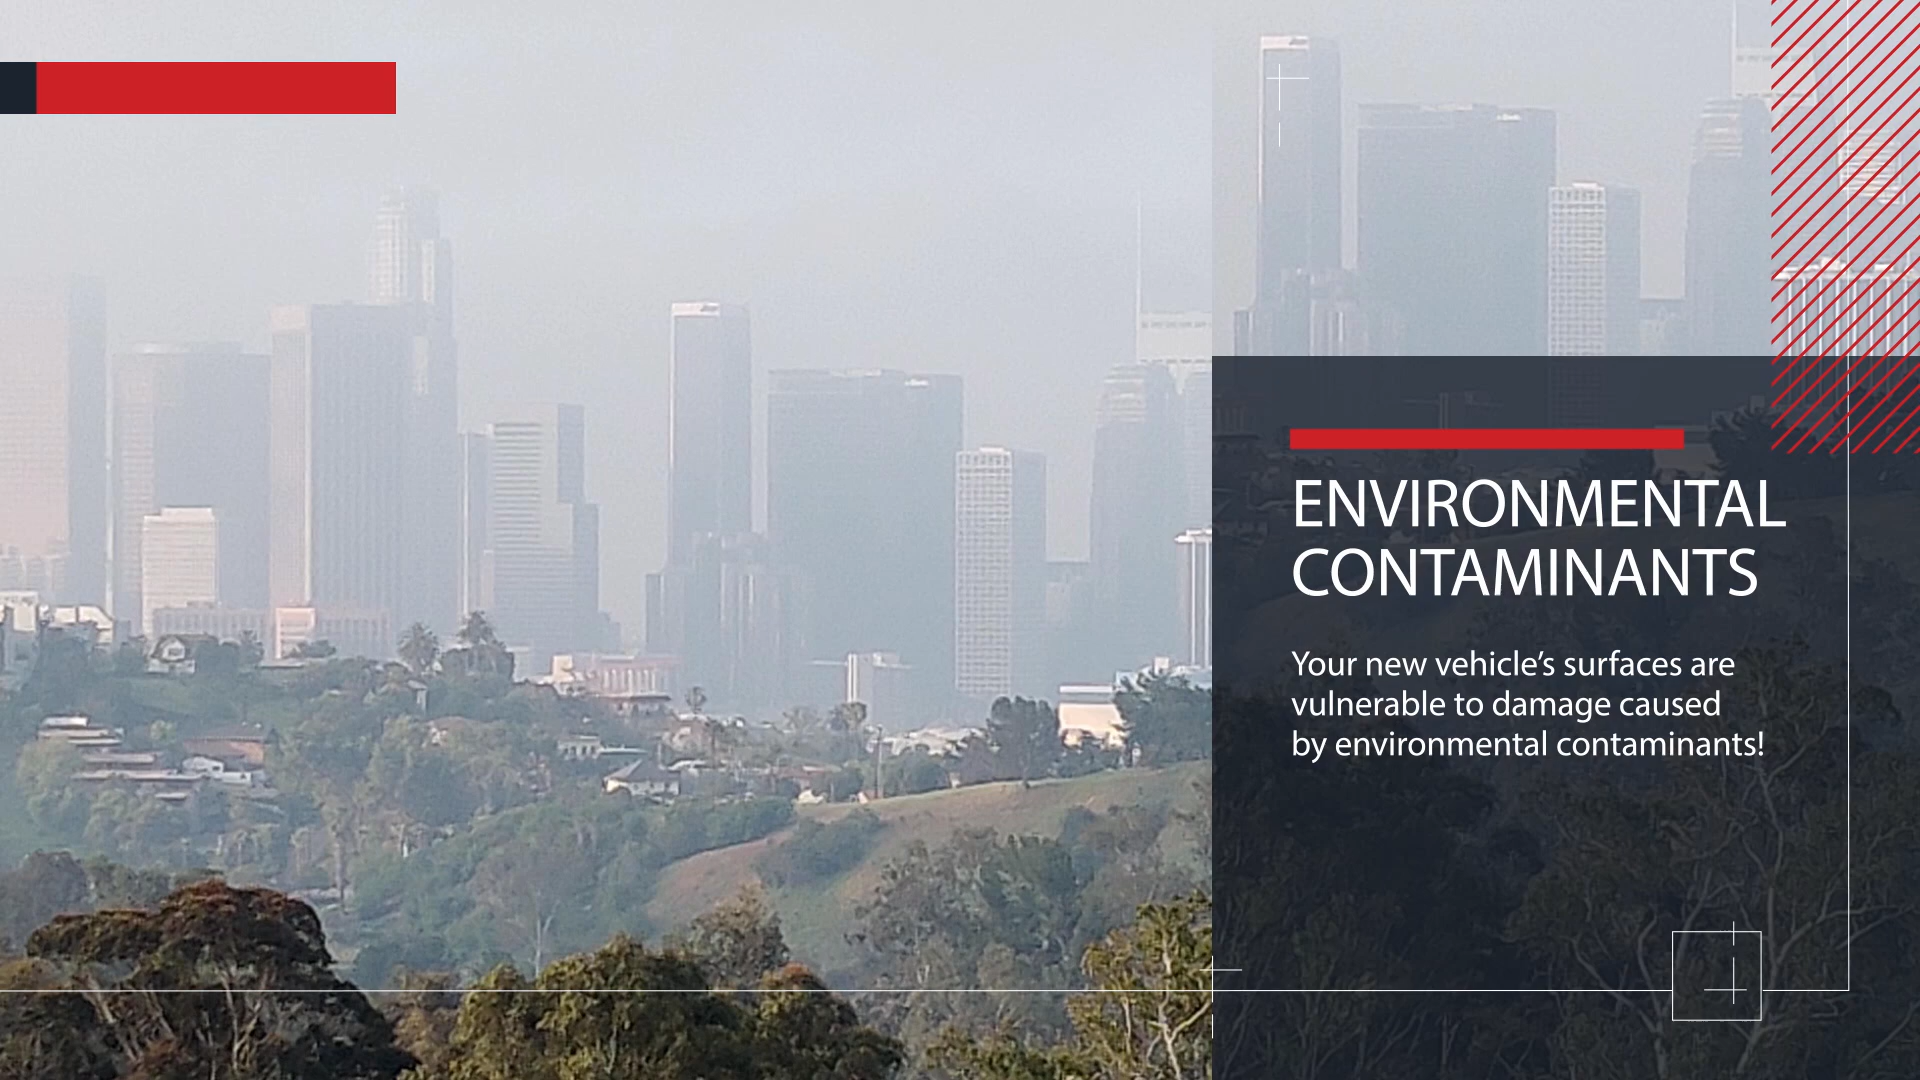 ENVIRONMENTAL
CONTAMINANTS
Your new vehicle’s surfaces are
vulnerable to damage caused
by environmental contaminants!